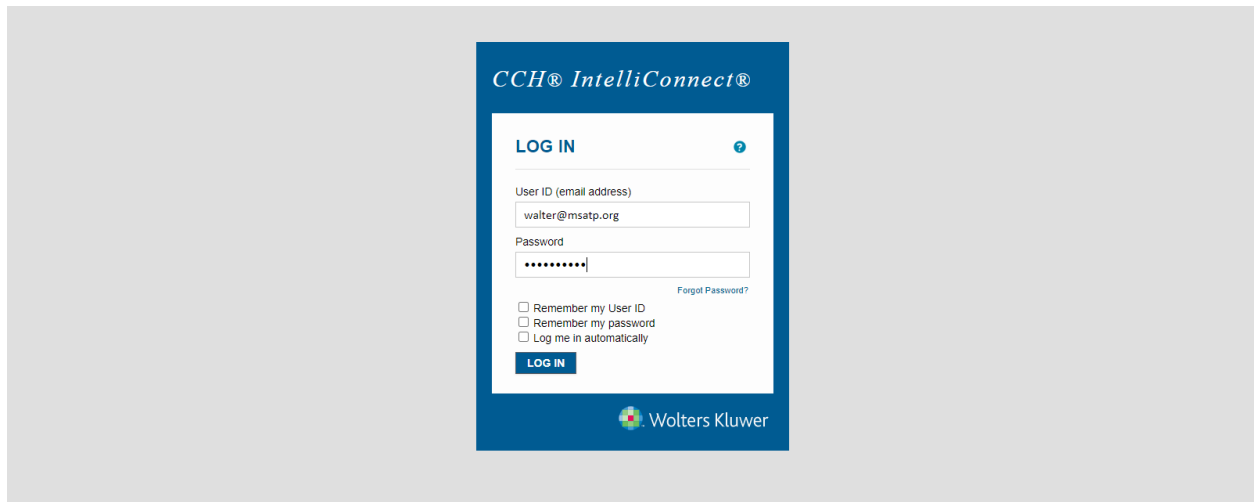 CCH® IntelliConnect®
LOG IN
?
User ID (email address)
walter@msatp.org
Password
••••••••••
Forgot Password?
Remember my User ID
Remember my password
Log me in automatically
LOG IN
Wolters Kluwer